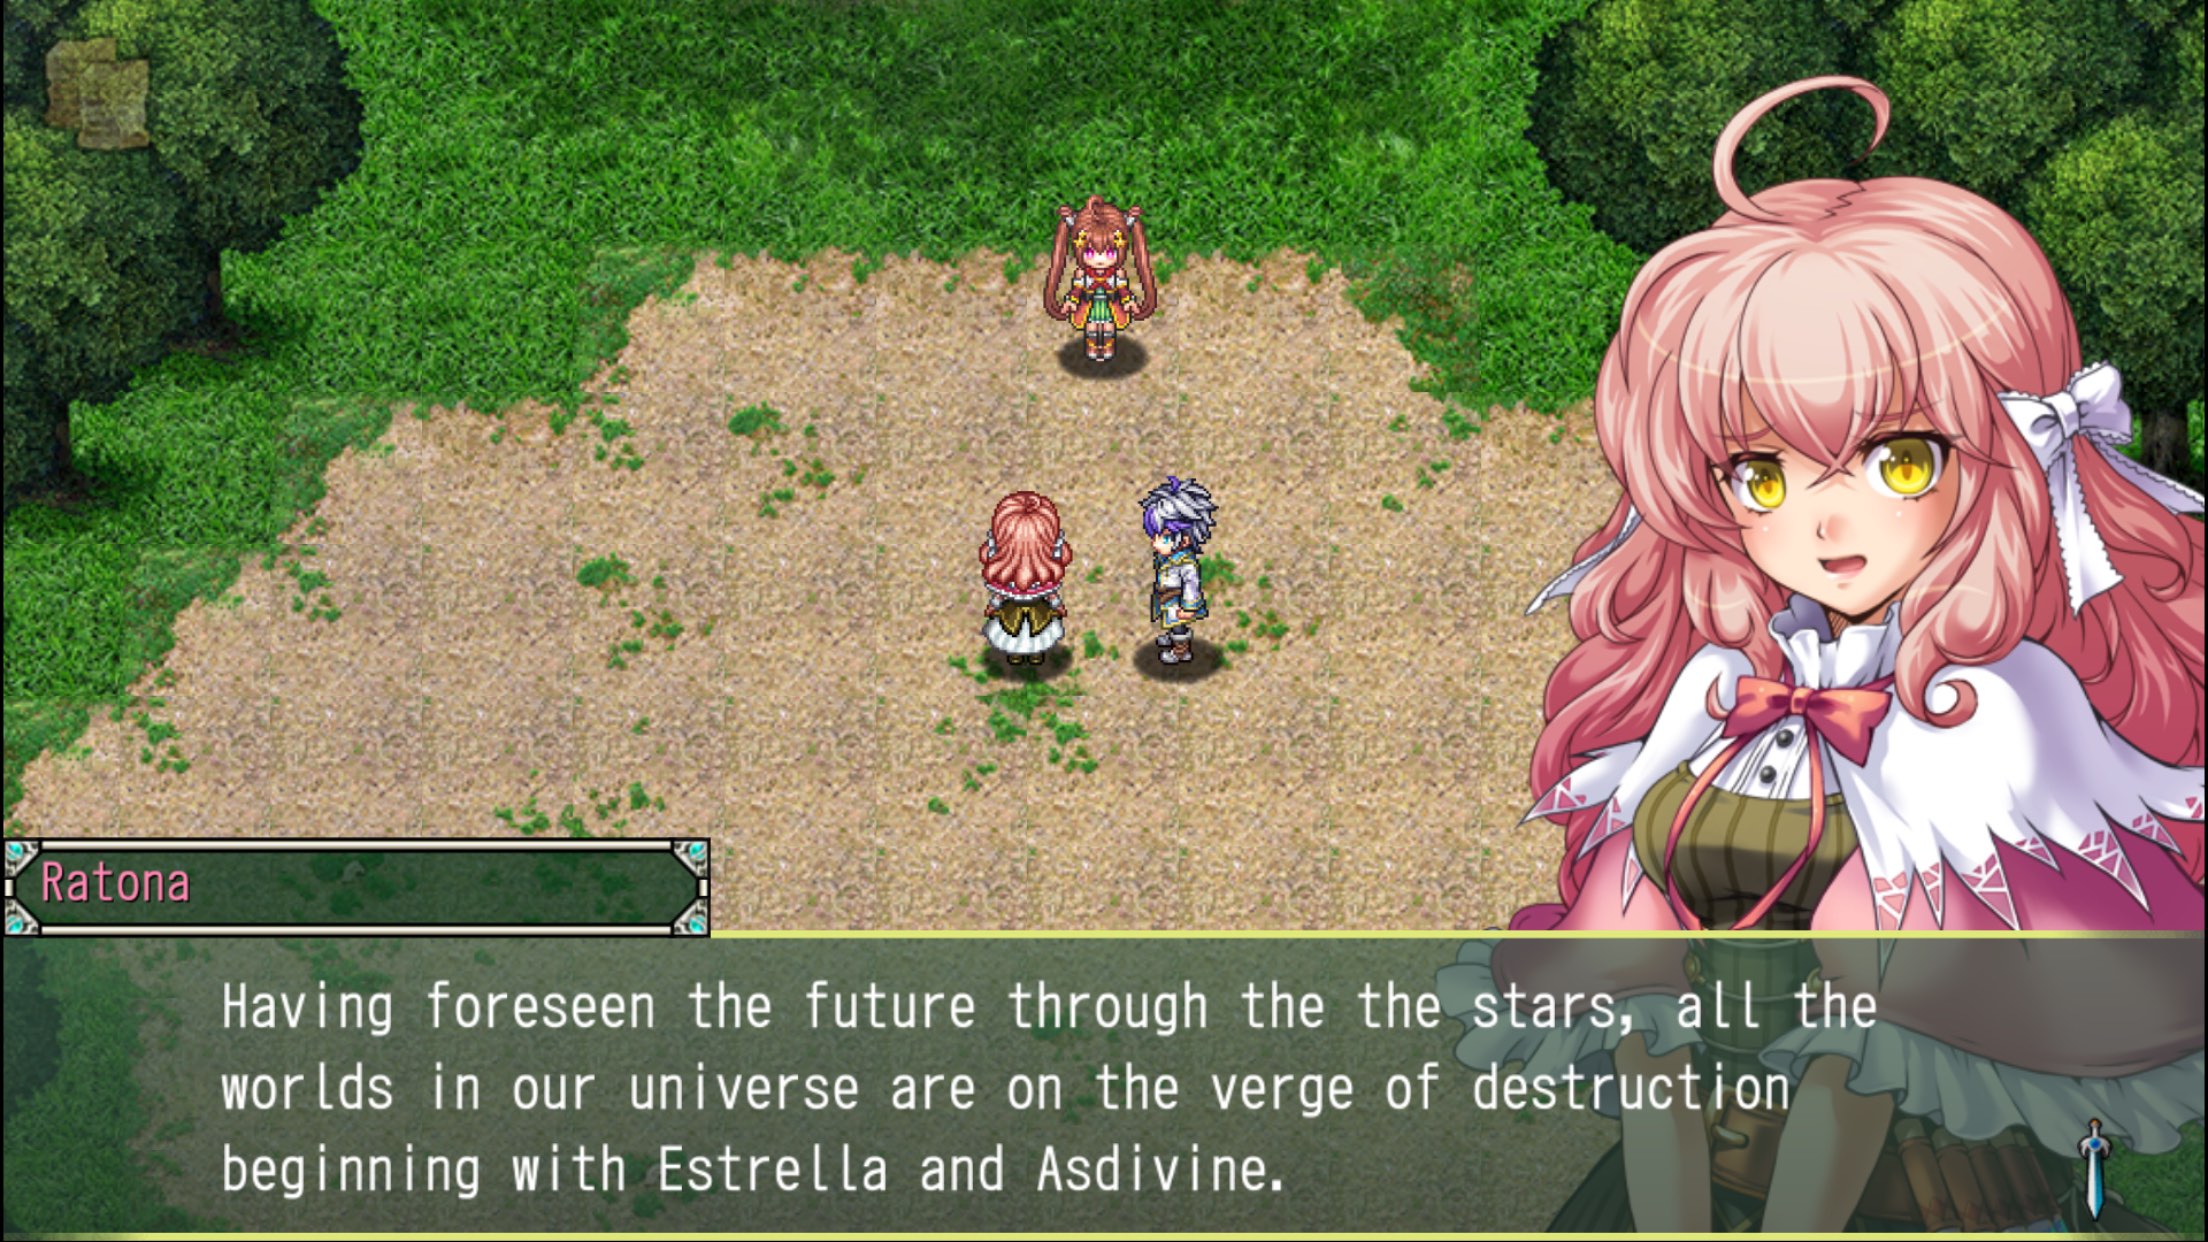 Ratona
Having foreseen the future through the the stars, all the
worlds in our universe are on the verge of destruction
beginning with Estrella and Asdivine.